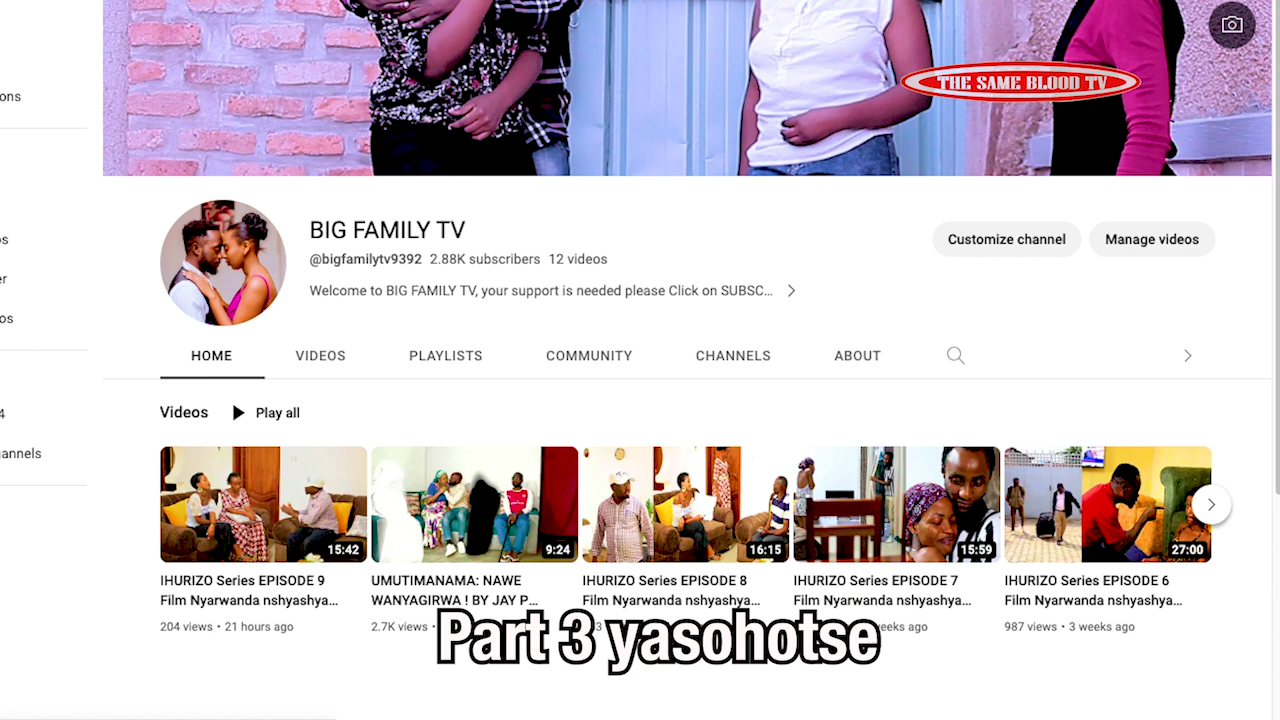 THE SAME BLOOD TV
ons
BIG FAMILY TV
@bigfamilytv9392 2.88K subscribers 12 videos
Customize channel
Manage videos
Welcome to BIG FAMILY TV, your support is needed please Click on SUBSC...
s
er
os
HOME VIDEOS PLAYLISTS COMMUNITY CHANNELS ABOUT
4
annels
Videos Play all
15:42
9:24
16:15
15:59
27:00
IHURIZO Series EPISODE 9
Film Nyarwanda nshyashya...
204 views • 21 hours ago
UMUTIMANAMA: NAWE
WANYAGIRWA ! BY JAY P...
2.7K views •
IHURIZO Series EPISODE 8
Film Nyarwanda nshyashya...
IHURIZO Series EPISODE 7
Film Nyarwanda nshyashya...
eeks ago
IHURIZO Series EPISODE 6
Film Nyarwanda nshyashya...
987 views • 3 weeks ago
Part 3 yasohotse